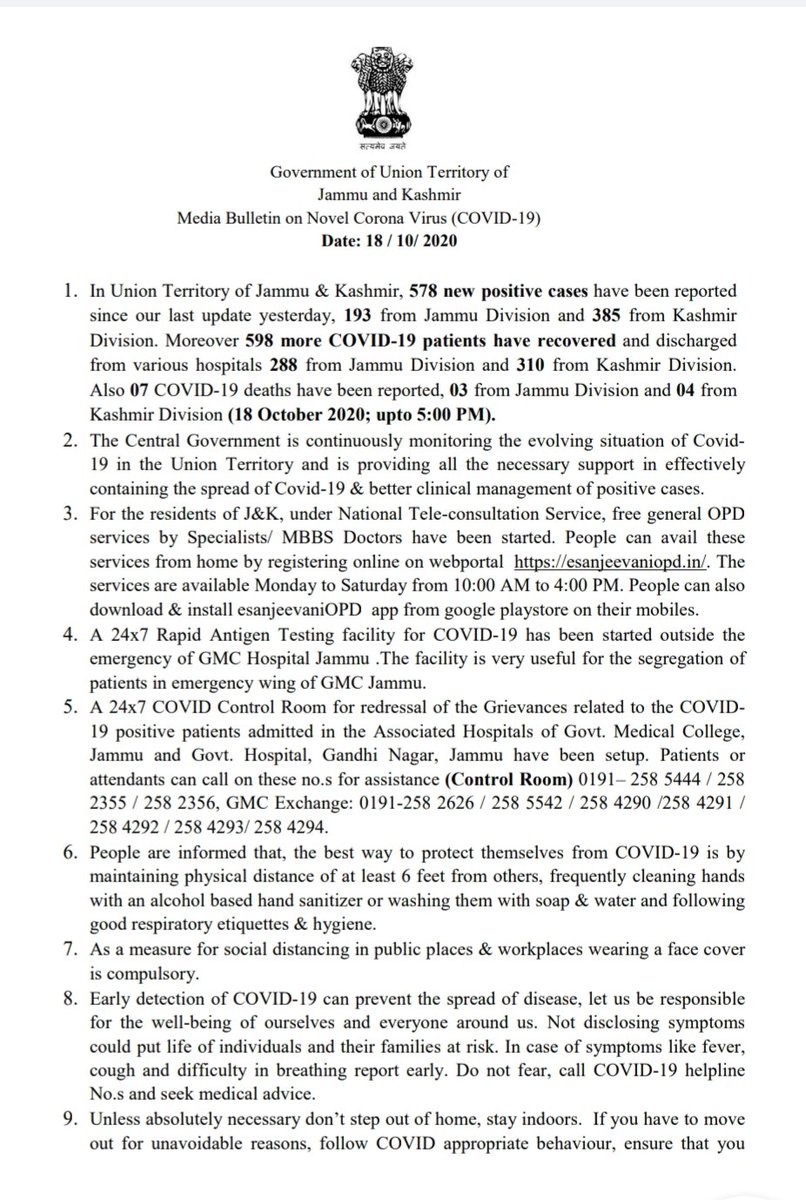 सत्यमेव जयते
Government of Union Territory of
Jammu and Kashmir
Media Bulletin on Novel Corona Virus (COVID-19)
Date: 18 / 10/ 2020
1. In Union Territory of Jammu & Kashmir, 578 new positive cases have been reported
since our last update yesterday, 193 from Jammu Division and 385 from Kashmir
Division. Moreover 598 more COVID-19 patients have recovered and discharged
from various hospitals 288 from Jammu Division and 310 from Kashmir Division.
Also 07 COVID-19 deaths have been reported, 03 from Jammu Division and 04 from
Kashmir Division (18 October 2020; upto 5:00 PM).
2. The Central Government is continuously monitoring the evolving situation of Covid-
19 in the Union Territory and is providing all the necessary support in effectively
containing the spread of Covid-19 & better clinical management of positive cases.
3. For the residents of J&K, under National Tele-consultation Service, free general OPD
services by Specialists/ MBBS Doctors have been started. People can avail these
services from home by registering online on webportal https://esanjeevaniopd.in/. The
services are available Monday to Saturday from 10:00 AM to 4:00 PM. People can also
download & install esanjeevaniOPD app from google playstore on their mobiles.
4. A 24x7 Rapid Antigen Testing facility for COVID-19 has been started outside the
emergency of GMC Hospital Jammu .The facility is very useful for the segregation of
patients in emergency wing of GMC Jammu.
5. A 24x7 COVID Control Room for redressal of the Grievances related to the COVID-
19 positive patients admitted in the Associated Hospitals of Govt. Medical College,
Jammu and Govt. Hospital, Gandhi Nagar, Jammu have been setup. Patients or
attendants can call on these no.s for assistance (Control Room) 0191– 258 5444 / 258
2355 / 258 2356, GMC Exchange: 0191-258 2626 / 258 5542 / 258 4290 /258 4291 /
258 4292 / 258 4293/ 258 4294.
6. People are informed that, the best way to protect themselves from COVID-19 is by
maintaining physical distance of at least 6 feet from others, frequently cleaning hands
with an alcohol based hand sanitizer or washing them with soap & water and following
good respiratory etiquettes & hygiene.
7. As a measure for social distancing in public places & workplaces wearing a face cover
is compulsory.
8. Early detection of COVID-19 can prevent the spread of disease, let us be responsible
for the well-being of ourselves and everyone around us. Not disclosing symptoms
could put life of individuals and their families at risk. In case of symptoms like fever,
cough and difficulty in breathing report early. Do not fear, call COVID-19 helpline
No.s and seek medical advice.
9. Unless absolutely necessary don’t step out of home, stay indoors. If you have to move
out for unavoidable reasons, follow COVID appropriate behaviour, ensure that you